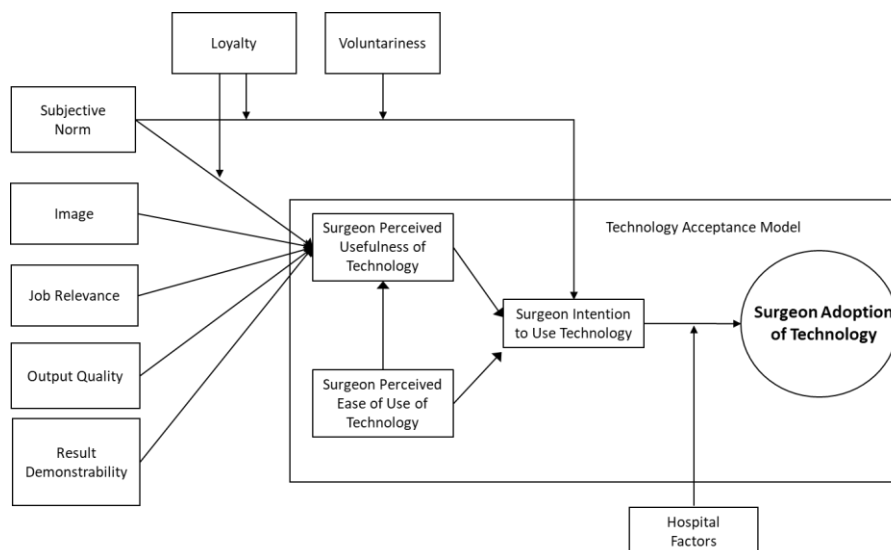 Loyalty
Voluntariness
Subjective
Norm
Image
Job Relevance
Output Quality
Result
Demonstrability
Technology Acceptance Model
Surgeon Perceived
Usefulness of
Technology
Surgeon Intention
to Use Technology
Surgeon Adoption
of Technology
Surgeon Perceived
Ease of Use of
Technology
Hospital
Factors